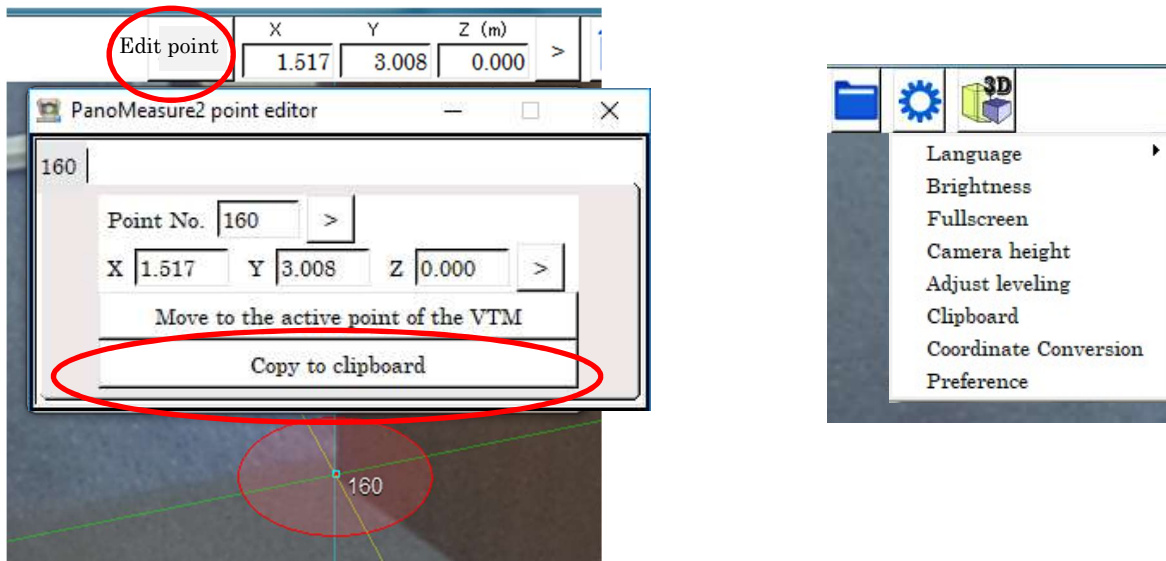 Edit point
X Y Z (m)
1.517 3.008 0.000 >
PanoMeasure2 point editor
160
Point No. 160 >
X 1.517 Y 3.008 Z 0.000 >
Move to the active point of the VTM
Copy to clipboard
160
3D
Language
Brightness
Fullscreen
Camera height
Adjust leveling
Clipboard
Coordinate Conversion
Preference